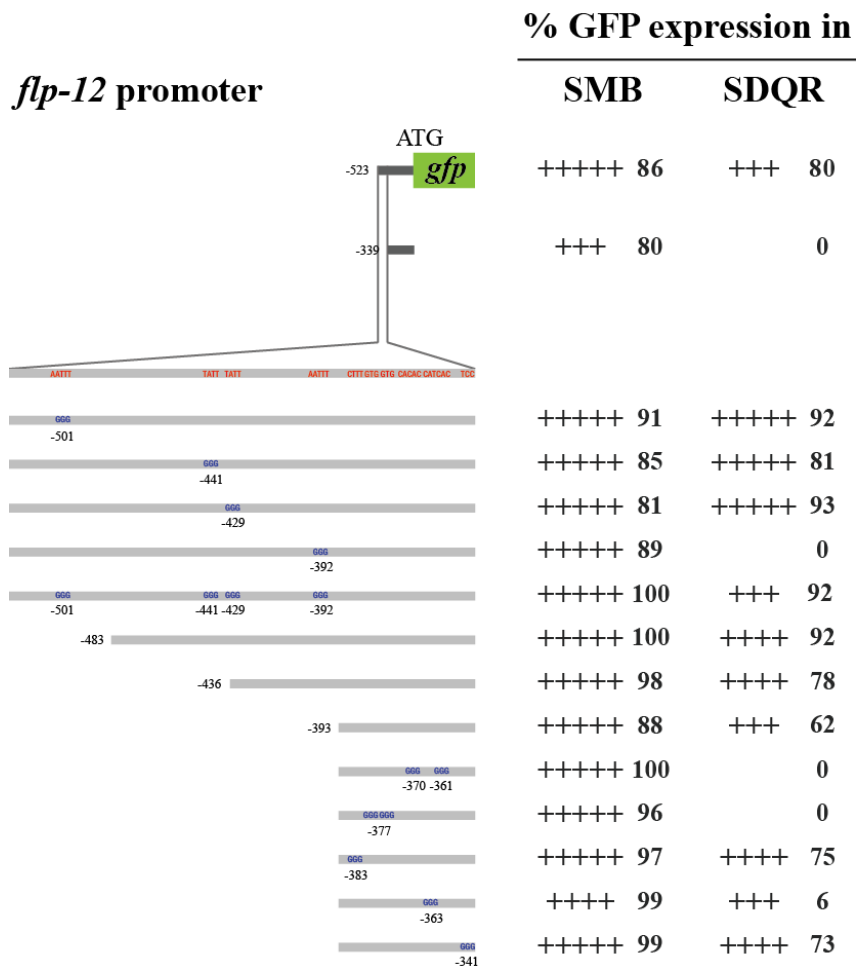 % GFP expression in
flp-12 promoter SMB SDQR
ATG
-523 gfp +++++ 86 +++ 80
-339 +++ 80 0
AATTT TATT TATT AATTT CTTT GTG GTG CACAC CATCAC TCC
GGG +++++ 91 +++++ 92
-501
GGG +++++ 85 +++++ 81
-441
GGG +++++ 81 +++++ 93
-429
GGG +++++ 89 0
-392
GGG GGG GGG GGG +++++ 100 +++ 92
-501 -441 -429 -392
-483 +++++ 100 ++++ 92
-436 +++++ 98 ++++ 78
-393 +++++ 88 +++ 62
GGG GGG +++++ 100 0
-370 -361
GGG GGG +++++ 96 0
-377
GGG +++++ 97 ++++ 75
-383
GGG ++++ 99 +++ 6
-363
GGG +++++ 99 ++++ 73
-341